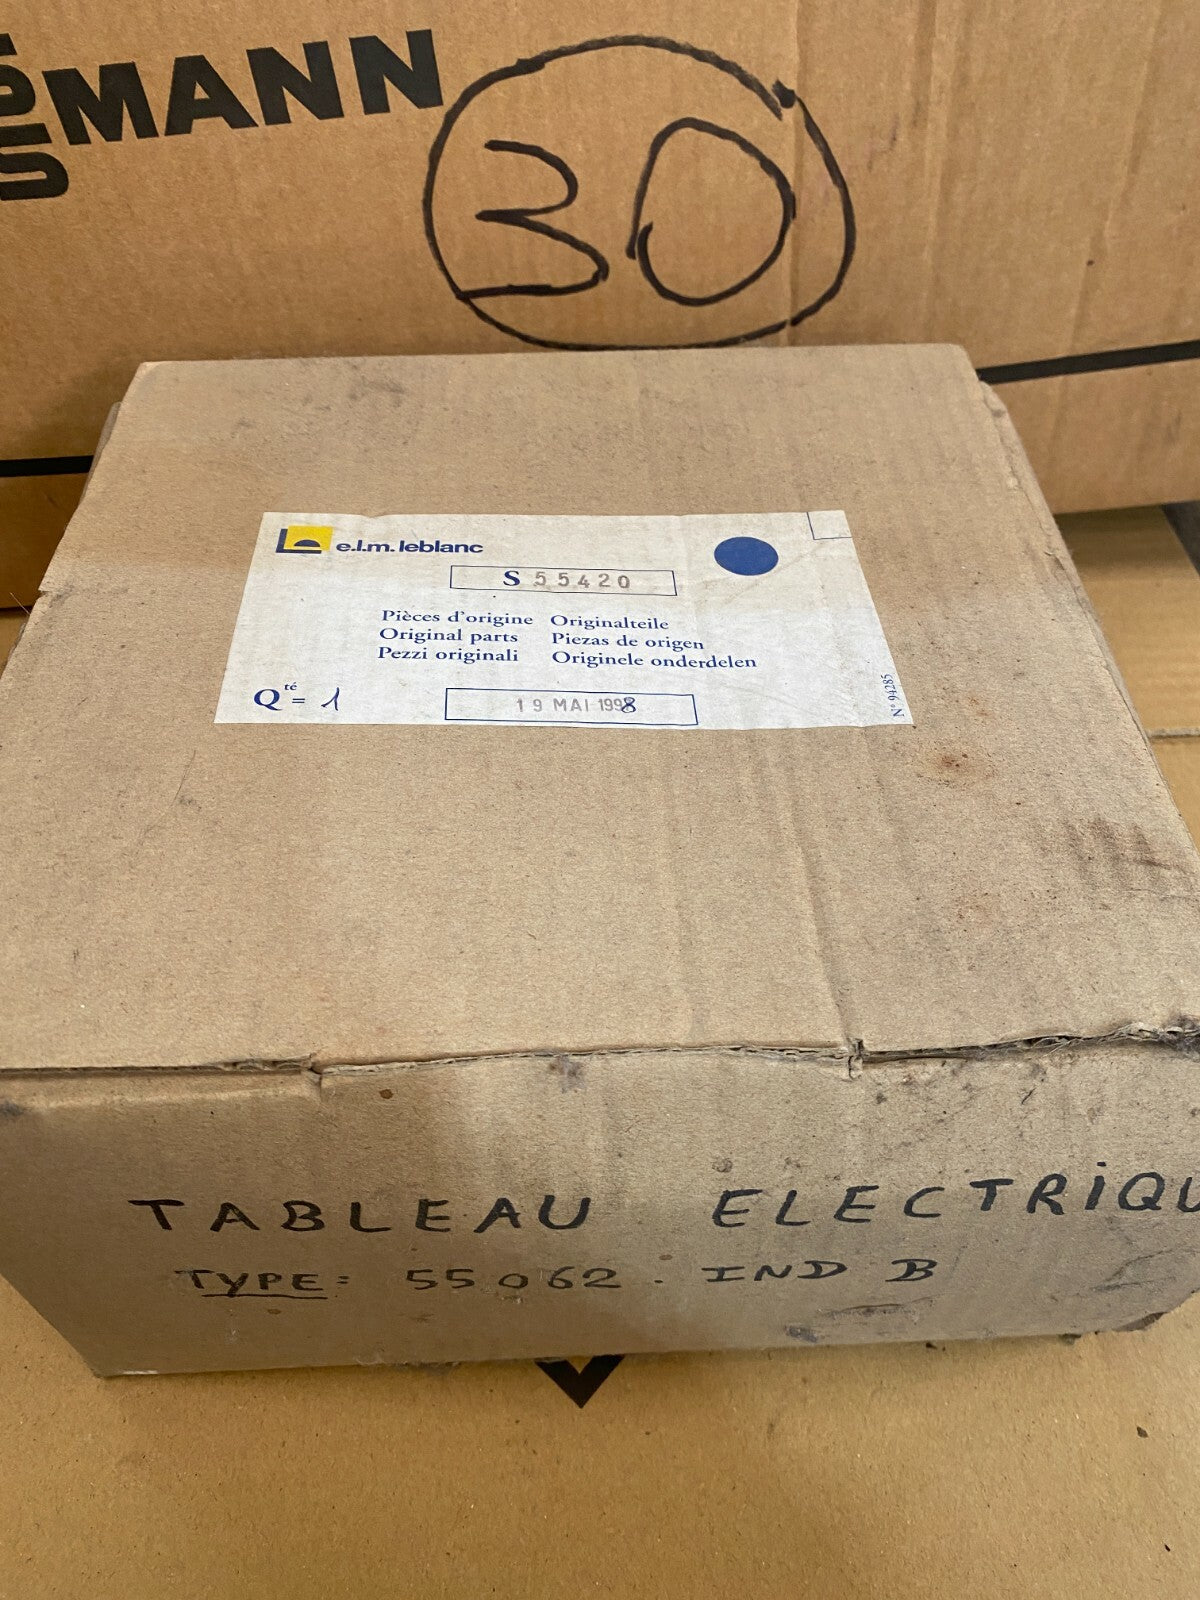 MANN
30
e.l.m. leblanc
S 55420
Pièces d'origine Originalteile
Original parts Piezas de origen
Pezzi originali Originele onderdelen
Qté = 1
19 MAI 1998
N° 94285
TABLEAU ELECTRIQU
TYPE: 55062. IND B